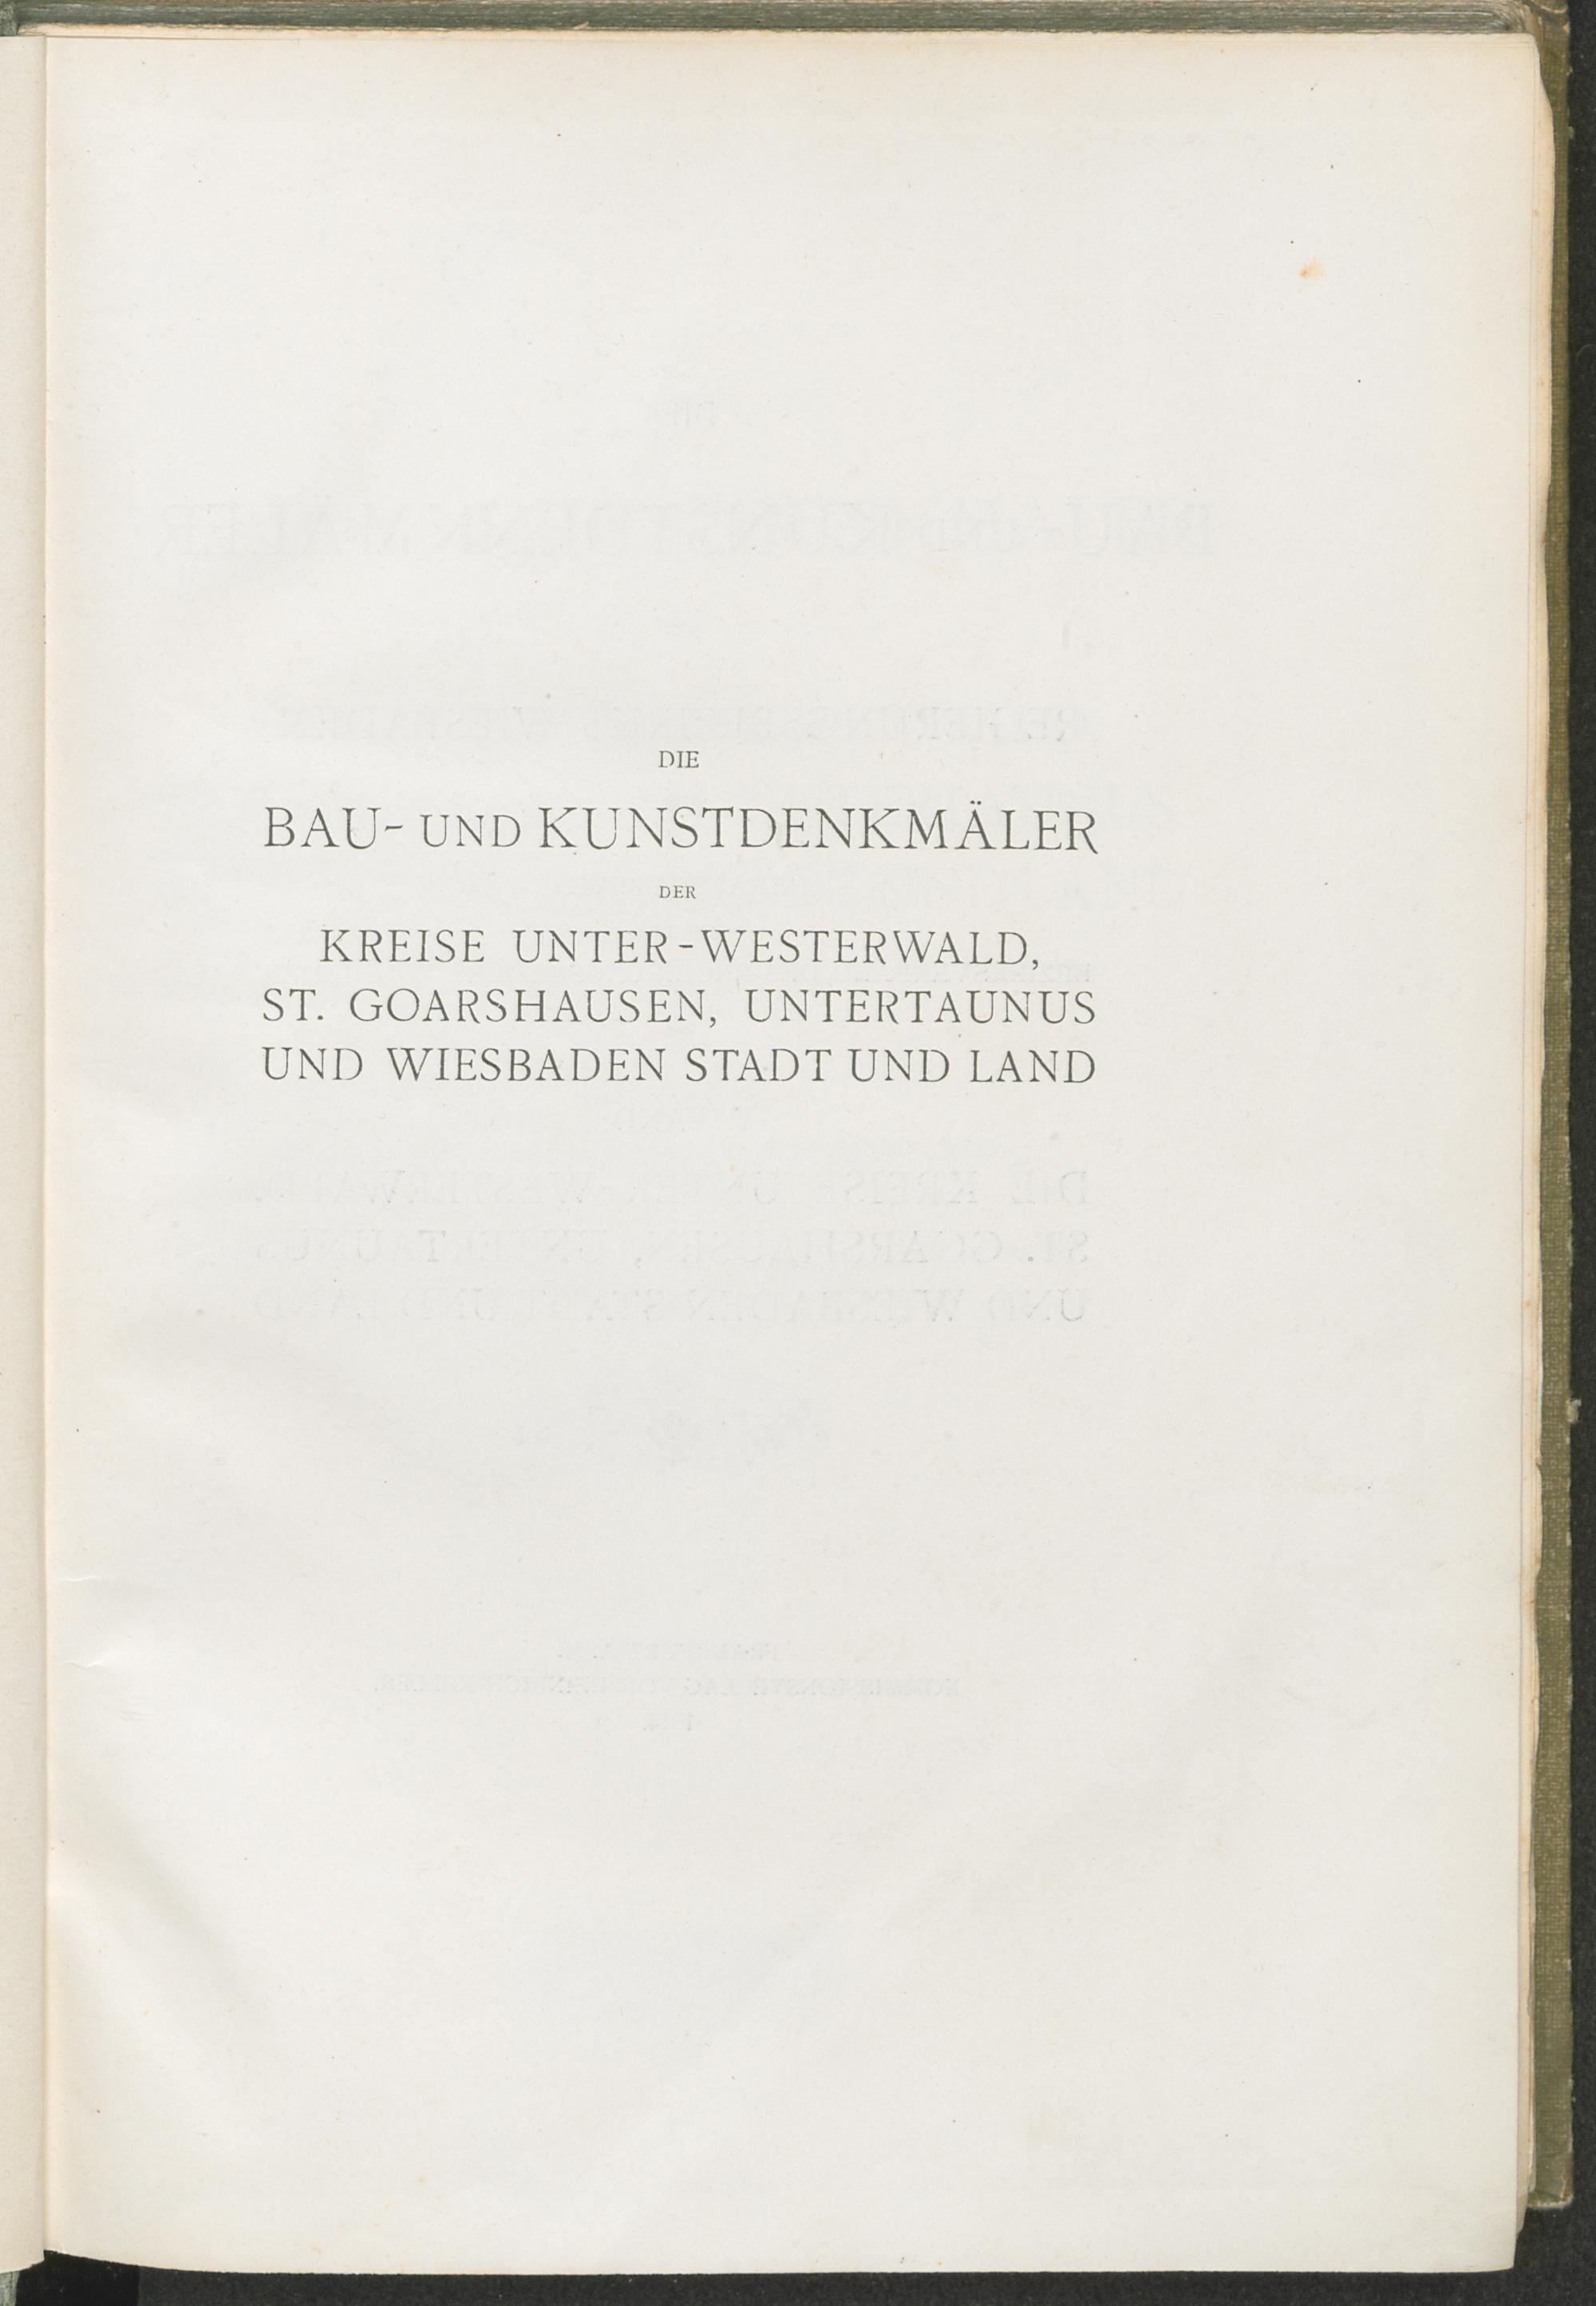 DIE
BAU- UND KUNSTDENKMÄLER
DER
KREISE UNTER-WESTERWALD,
ST. GOARSHAUSEN, UNTERTAUNUS
UND WIESBADEN STADT UND LAND